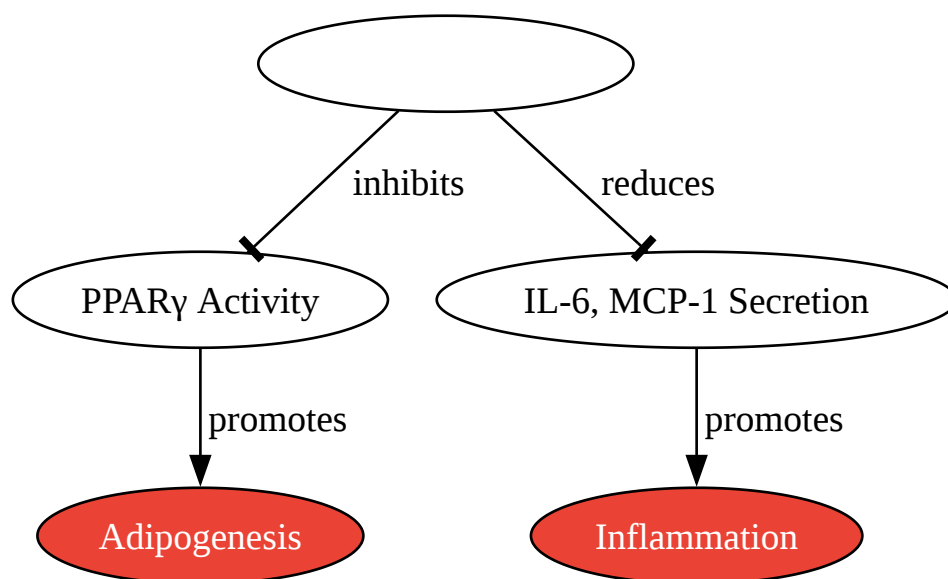 inhibits
reduces
PPARγ Activity
IL-6, MCP-1 Secretion
promotes
promotes
Adipogenesis
Inflammation